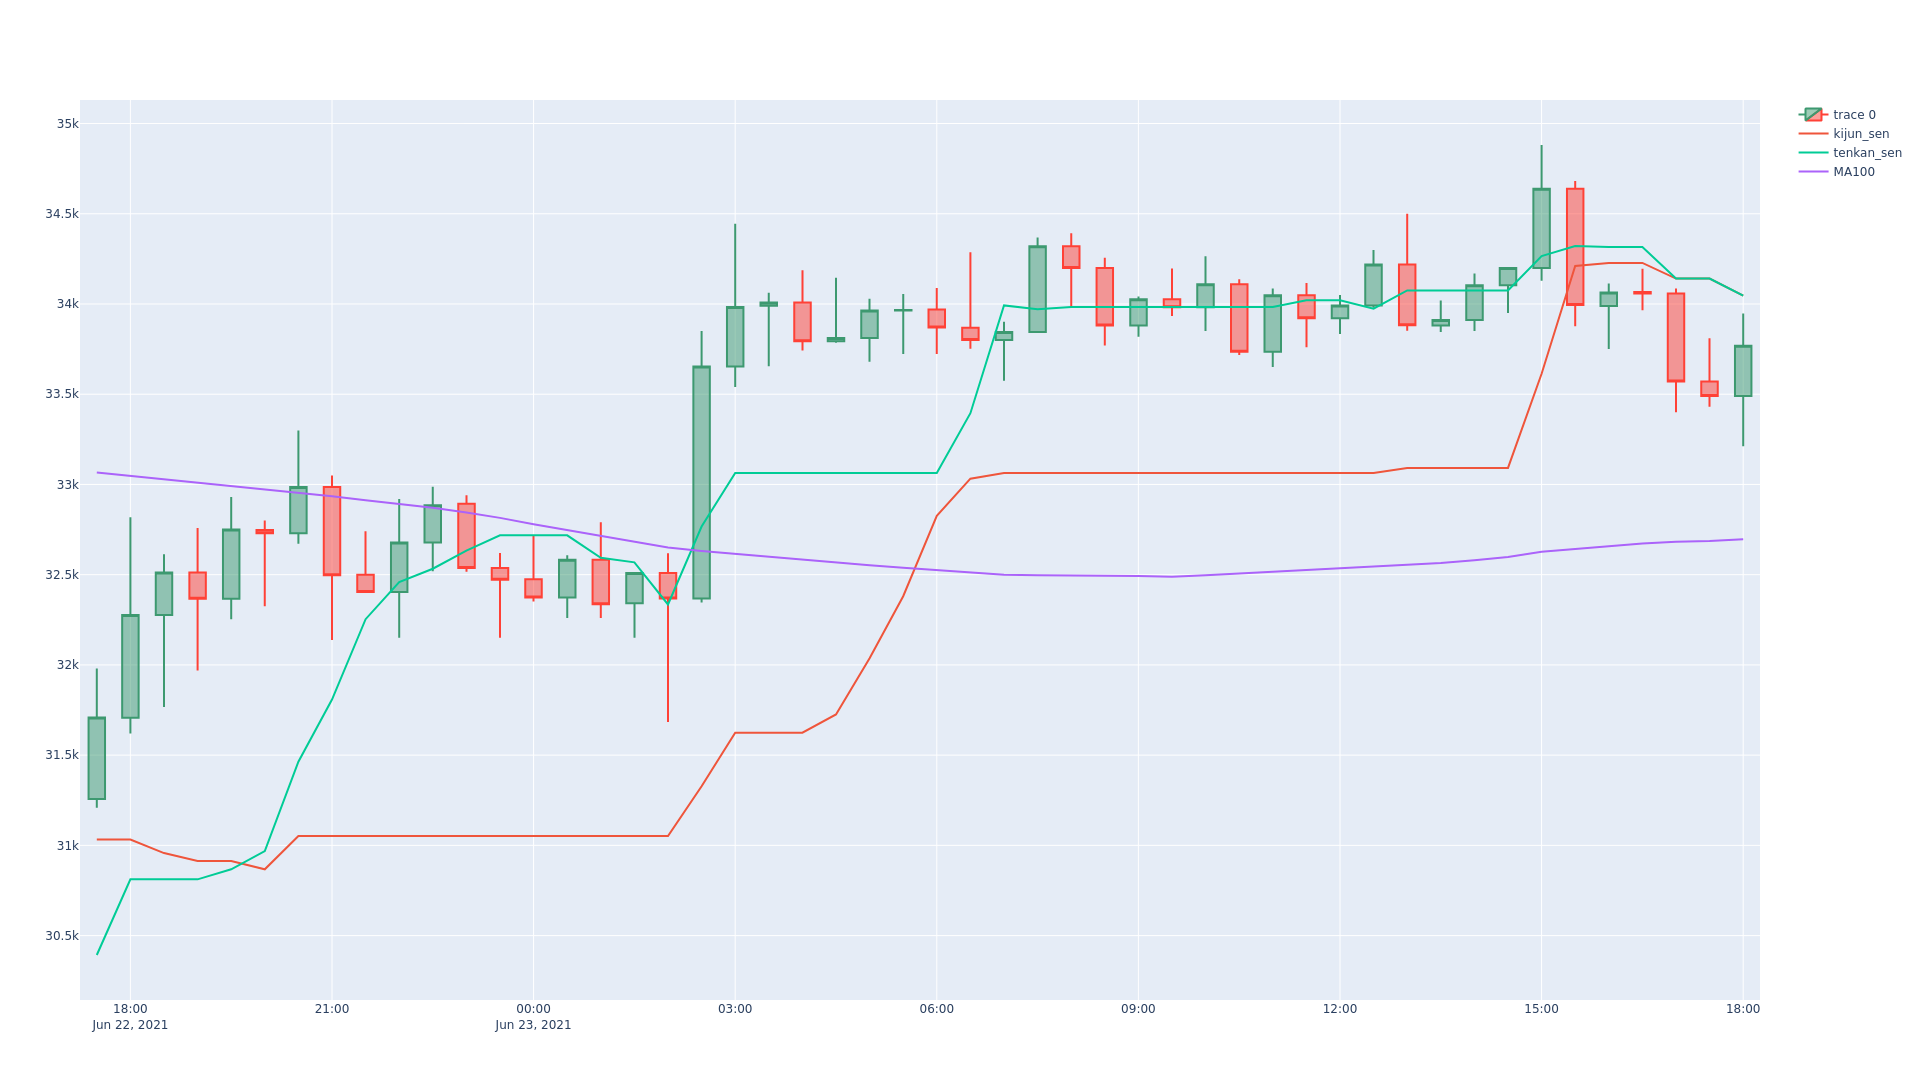 35k
34.5k
34k
33.5k
33k
32.5k
32k
31.5k
31k
30.5k
18:00 21:00 00:00 03:00 06:00 09:00 12:00 15:00 18:00
Jun 22, 2021 Jun 23, 2021
trace 0
kijun_sen
tenkan_sen
MA100